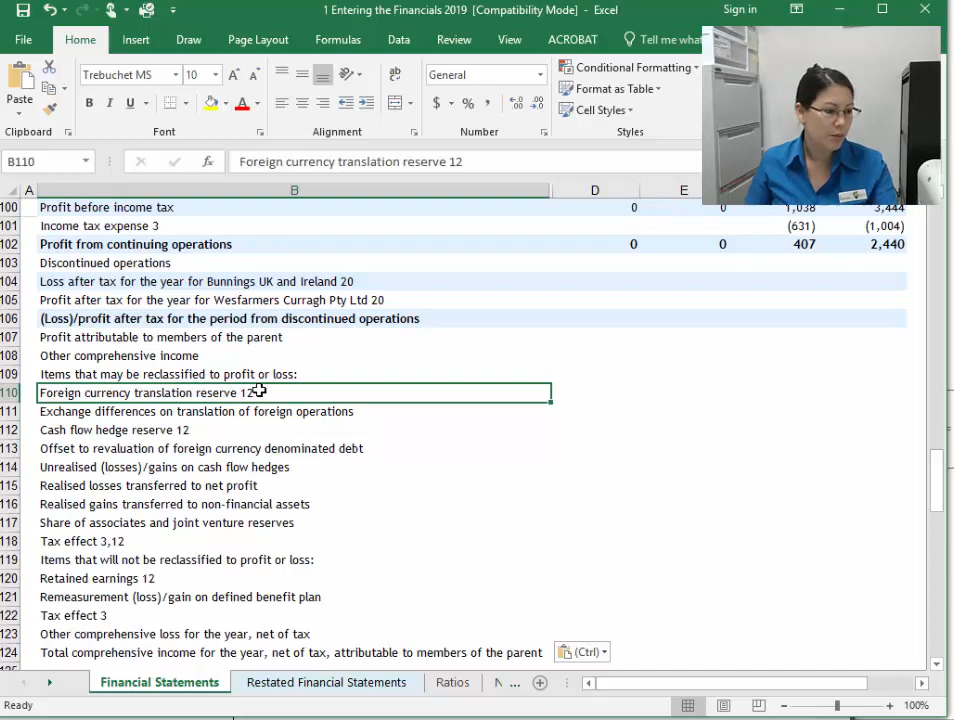 1 Entering the Financials 2019 [Compatibility Mode] - Excel
Sign in
File Home Insert Draw Page Layout Formulas Data Review View ACROBAT Tell me what
Paste
Trebuchet MS 10 A A
B I U A
Clipboard Font Alignment
ab
General
$ % , .00 .00
Number
Conditional Formatting
Format as Table
Cell Styles
Styles
B110 fx Foreign currency translation reserve 12
A B D E
100 Profit before income tax 0 0 1,038 3,444
101 Income tax expense 3 (631) (1,004)
102 Profit from continuing operations 0 0 407 2,440
103 Discontinued operations
104 Loss after tax for the year for Bunnings UK and Ireland 20
105 Profit after tax for the year for Wesfarmers Curragh Pty Ltd 20
106 (Loss)/profit after tax for the period from discontinued operations
107 Profit attributable to members of the parent
108 Other comprehensive income
109 Items that may be reclassified to profit or loss:
110 Foreign currency translation reserve 12
111 Exchange differences on translation of foreign operations
112 Cash flow hedge reserve 12
113 Offset to revaluation of foreign currency denominated debt
114 Unrealised (losses)/gains on cash flow hedges
115 Realised losses transferred to net profit
116 Realised gains transferred to non-financial assets
117 Share of associates and joint venture reserves
118 Tax effect 3,12
119 Items that will not be reclassified to profit or loss:
120 Retained earnings 12
121 Remeasurement (loss)/gain on defined benefit plan
122 Tax effect 3
123 Other comprehensive loss for the year, net of tax
124 Total comprehensive income for the year, net of tax, attributable to members of the parent (Ctrl)
Financial Statements Restated Financial Statements Ratios N ...
Ready 100%